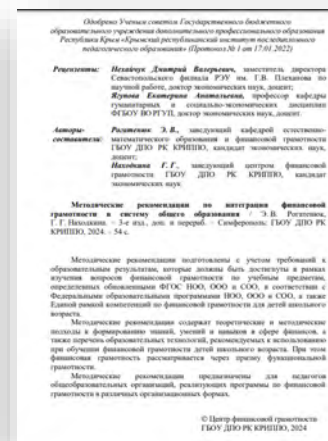 Одобрено Ученым советом Государственного бюджетного
образовательного учреждения дополнительного профессионального образования
Республики Крым «Крымский республиканский институт последипломного
педагогического образования» (Протокол № 1 от 17.01.2022)
Рецензенты: Нехайчук Дмитрий Валерьевич, заместитель директора
Севастопольского филиала РЭУ им. Г.В. Плеханова по
научной работе, доктор экономических наук, доцент;
Ягупова Екатерина Анатольевна, профессор кафедры
гуманитарных и социально-экономических дисциплин
ФГБОУ ВО РГУП, доктор экономических наук, доцент.
Авторы-составители: Рогатенюк Э. В., заведующий кафедрой естественно-
математического образования и финансовой грамотности
ГБОУ ДПО РК КРИППО, кандидат экономических наук,
доцент;
Находкина Г. Г., заведующий центром финансовой
грамотности ГБОУ ДПО РК КРИППО, кандидат
экономических наук
Методические рекомендации по интеграции финансовой
грамотности в систему общего образования / Э. В. Рогатенюк,
Г. Г. Находкина. – 3-е изд., доп. и перераб. – Симферополь: ГБОУ ДПО РК
КРИППО, 2024. – 54 с.
Методические рекомендации подготовлены с учетом требований к
образовательным результатам, которые должны быть достигнуты в рамках
изучения вопросов финансовой грамотности по учебным предметам,
определенных обновленными ФГОС НОО, ООО и СОО, в соответствии с
Федеральными образовательными программами НОО, ООО и СОО, а также
Единой рамкой компетенций по финансовой грамотности для детей школьного
возраста.
Методические рекомендации содержат теоретические и методические
подходы к формированию знаний, умений и навыков в сфере финансов, а
также перечень образовательных технологий, рекомендуемых к использованию
при обучении финансовой грамотности детей школьного возраста. При этом
финансовая грамотность рассматривается через призму функциональной
грамотности.
Методические рекомендации предназначены для педагогов
общеобразовательных организаций, реализующих программы по финансовой
грамотности в различных организационных формах.
© Центр финансовой грамотности
ГБОУ ДПО РК КРИППО, 2024